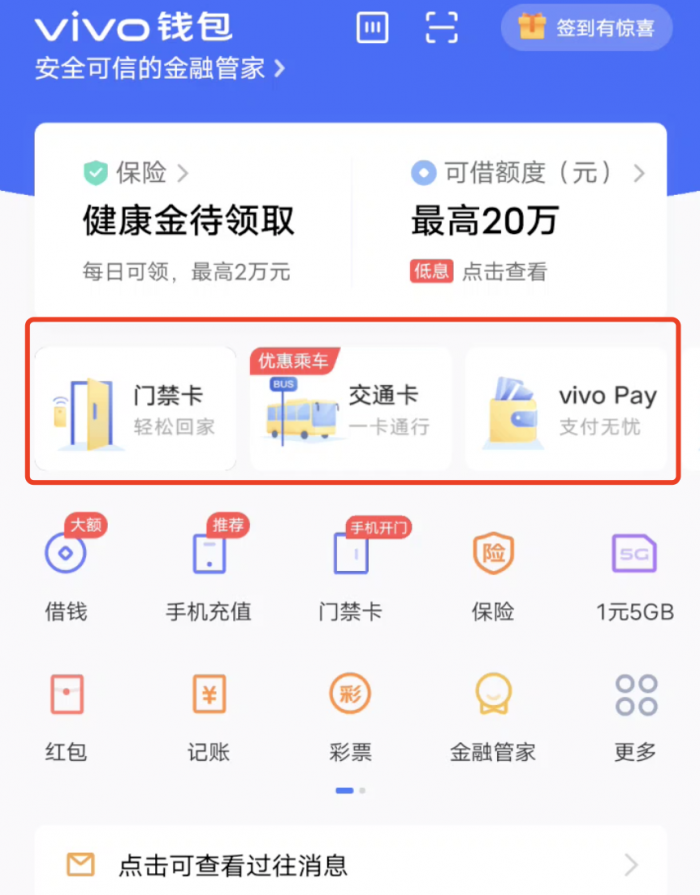 vivo 钱包
签到有惊喜
安全可信的金融管家
保险
可借额度（元）
健康金待领取
最高20万
每日可领，最高2万元
低息 点击查看
优惠乘车
BUS
门禁卡
轻松回家
交通卡
一卡通行
vivo Pay
支付无忧
大额
推荐
手机开门
险
5G
借钱
手机充值
门禁卡
保险
1元5GB
¥
彩
红包
记账
彩票
金融管家
更多
点击可查看过往消息